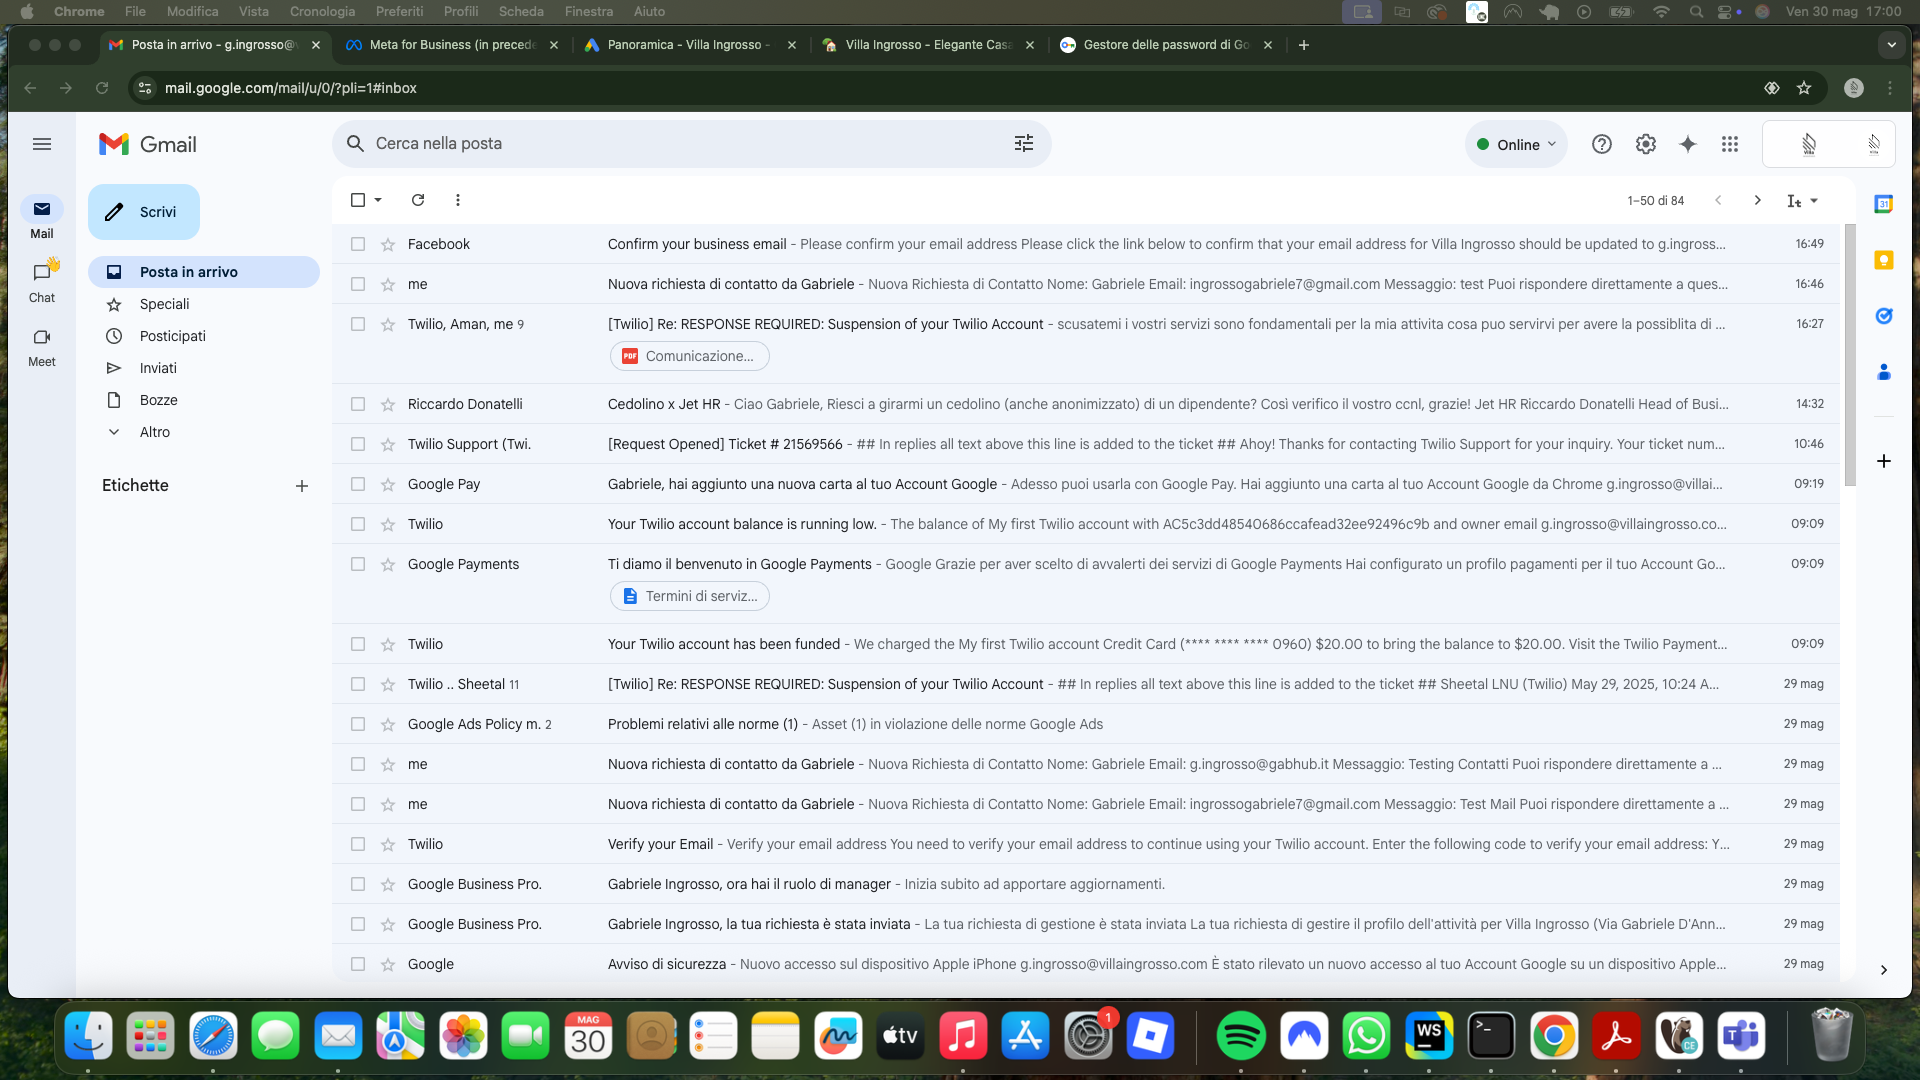 Chrome File Modifica Vista Cronologia Preferiti Profili Scheda Finestra Aiuto Ven 30 mag 17:00
Posta in arrivo - g.ingrosso@ Meta for Business (in precede Panoramica - Villa Ingrosso - Villa Ingrosso - Elegante Casa Gestore delle password di Go
mail.google.com/mail/u/0/?pli=1#inbox
Gmail
Cerca nella posta
Online
Villa
Scrivi
1–50 di 84
Mail
Chat
Meet
Posta in arrivo
Speciali
Posticipati
Inviati
Bozze
Altro
Etichette
Facebook Confirm your business email - Please confirm your email address Please click the link below to confirm that your email address for Villa Ingrosso should be updated to g.ingross... 16:49
me Nuova richiesta di contatto da Gabriele - Nuova Richiesta di Contatto Nome: Gabriele Email: ingrossogabriele7@gmail.com Messaggio: test Puoi rispondere direttamente a ques... 16:46
Twilio, Aman, me 9 [Twilio] Re: RESPONSE REQUIRED: Suspension of your Twilio Account - scusatemi i vostri servizi sono fondamentali per la mia attivita cosa puo servirvi per avere la possiblita di ... 16:27
PDF Comunicazione...
Riccardo Donatelli Cedolino x Jet HR - Ciao Gabriele, Riesci a girarmi un cedolino (anche anonimizzato) di un dipendente? Così verifico il vostro ccnl, grazie! Jet HR Riccardo Donatelli Head of Busi... 14:32
Twilio Support (Twi. [Request Opened] Ticket # 21569566 - ## In replies all text above this line is added to the ticket ## Ahoy! Thanks for contacting Twilio Support for your inquiry. Your ticket num... 10:46
Google Pay Gabriele, hai aggiunto una nuova carta al tuo Account Google - Adesso puoi usarla con Google Pay. Hai aggiunto una carta al tuo Account Google da Chrome g.ingrosso@villai... 09:19
Twilio Your Twilio account balance is running low. - The balance of My first Twilio account with AC5c3dd48540686ccafead32ee92496c9b and owner email g.ingrosso@villaingrosso.co... 09:09
Google Payments Ti diamo il benvenuto in Google Payments - Google Grazie per aver scelto di avvalerti dei servizi di Google Payments Hai configurato un profilo pagamenti per il tuo Account Go... 09:09
Termini di serviz...
Twilio Your Twilio account has been funded - We charged the My first Twilio account Credit Card (**** **** **** 0960) $20.00 to bring the balance to $20.00. Visit the Twilio Payment... 09:09
Twilio .. Sheetal 11 [Twilio] Re: RESPONSE REQUIRED: Suspension of your Twilio Account - ## In replies all text above this line is added to the ticket ## Sheetal LNU (Twilio) May 29, 2025, 10:24 A... 29 mag
Google Ads Policy m. 2 Problemi relativi alle norme (1) - Asset (1) in violazione delle norme Google Ads 29 mag
me Nuova richiesta di contatto da Gabriele - Nuova Richiesta di Contatto Nome: Gabriele Email: g.ingrosso@gabhub.it Messaggio: Testing Contatti Puoi rispondere direttamente a ... 29 mag
me Nuova richiesta di contatto da Gabriele - Nuova Richiesta di Contatto Nome: Gabriele Email: ingrossogabriele7@gmail.com Messaggio: Test Mail Puoi rispondere direttamente a ... 29 mag
Twilio Verify your Email - Verify your email address You need to verify your email address to continue using your Twilio account. Enter the following code to verify your email address: Y... 29 mag
Google Business Pro. Gabriele Ingrosso, ora hai il ruolo di manager - Inizia subito ad apportare aggiornamenti. 29 mag
Google Business Pro. Gabriele Ingrosso, la tua richiesta è stata inviata - La tua richiesta di gestione è stata inviata La tua richiesta di gestire il profilo dell'attività per Villa Ingrosso (Via Gabriele D'Ann... 29 mag
Google Avviso di sicurezza - Nuovo accesso sul dispositivo Apple iPhone g.ingrosso@villaingrosso.com È stato rilevato un nuovo accesso al tuo Account Google su un dispositivo Apple... 29 mag
31
MAG
30
tv
1
WS
CE